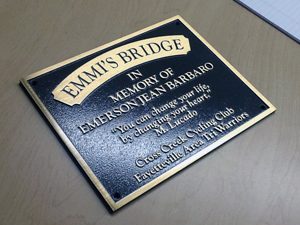 EMMI'S BRIDGE
IN
MEMORY OF
EMERSON JEAN BARBARO
"You can change your life,
by changing your heart,"
M. Lucado
Cross Creek Cycling Club
Fayetteville Area Tri Warriors